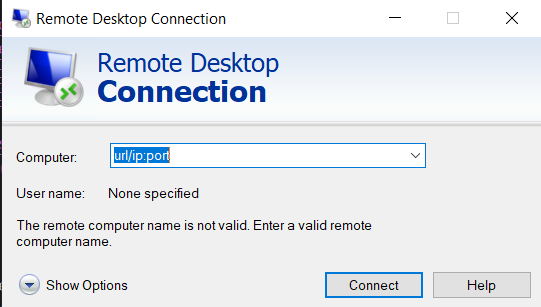 Remote Desktop Connection
Remote Desktop
Connection
Computer:
url/ip:port
User name:
None specified
The remote computer name is not valid. Enter a valid remote
computer name.
Show Options
Connect
Help